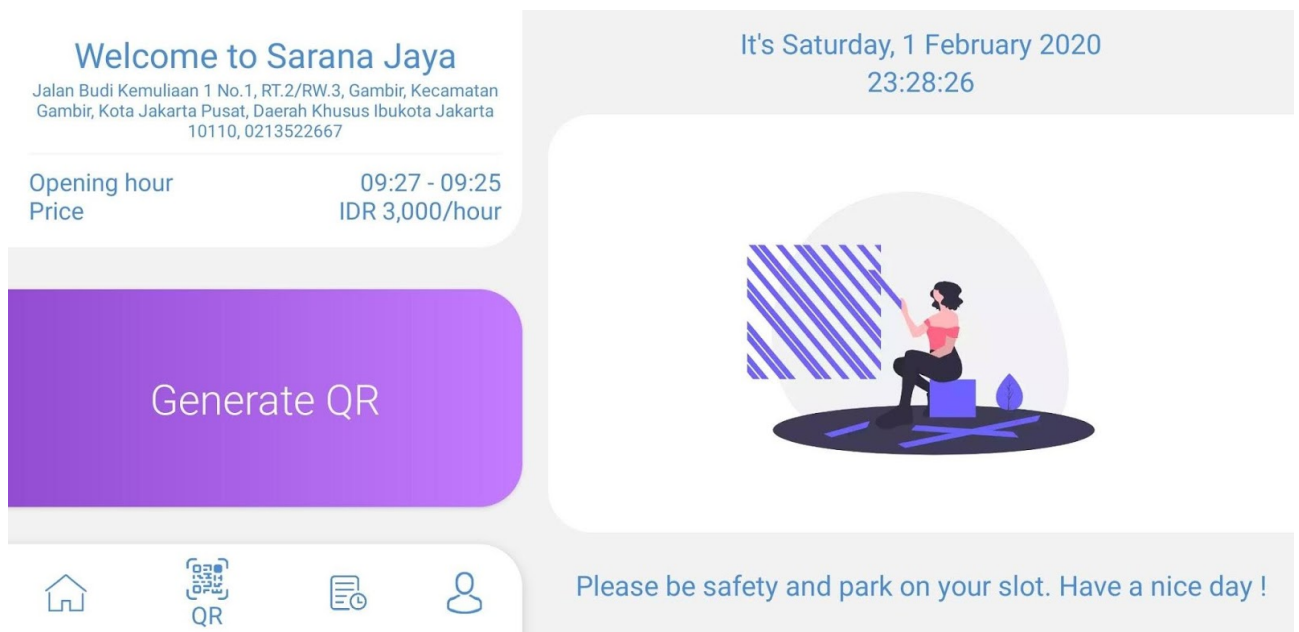 Welcome to Sarana Jaya
Jalan Budi Kemuliaan 1 No.1, RT.2/RW.3, Gambir, Kecamatan
Gambir, Kota Jakarta Pusat, Daerah Khusus Ibukota Jakarta
10110, 0213522667
Opening hour 09:27 - 09:25
Price IDR 3,000/hour
Generate QR
QR
It's Saturday, 1 February 2020
23:28:26
Please be safety and park on your slot. Have a nice day !